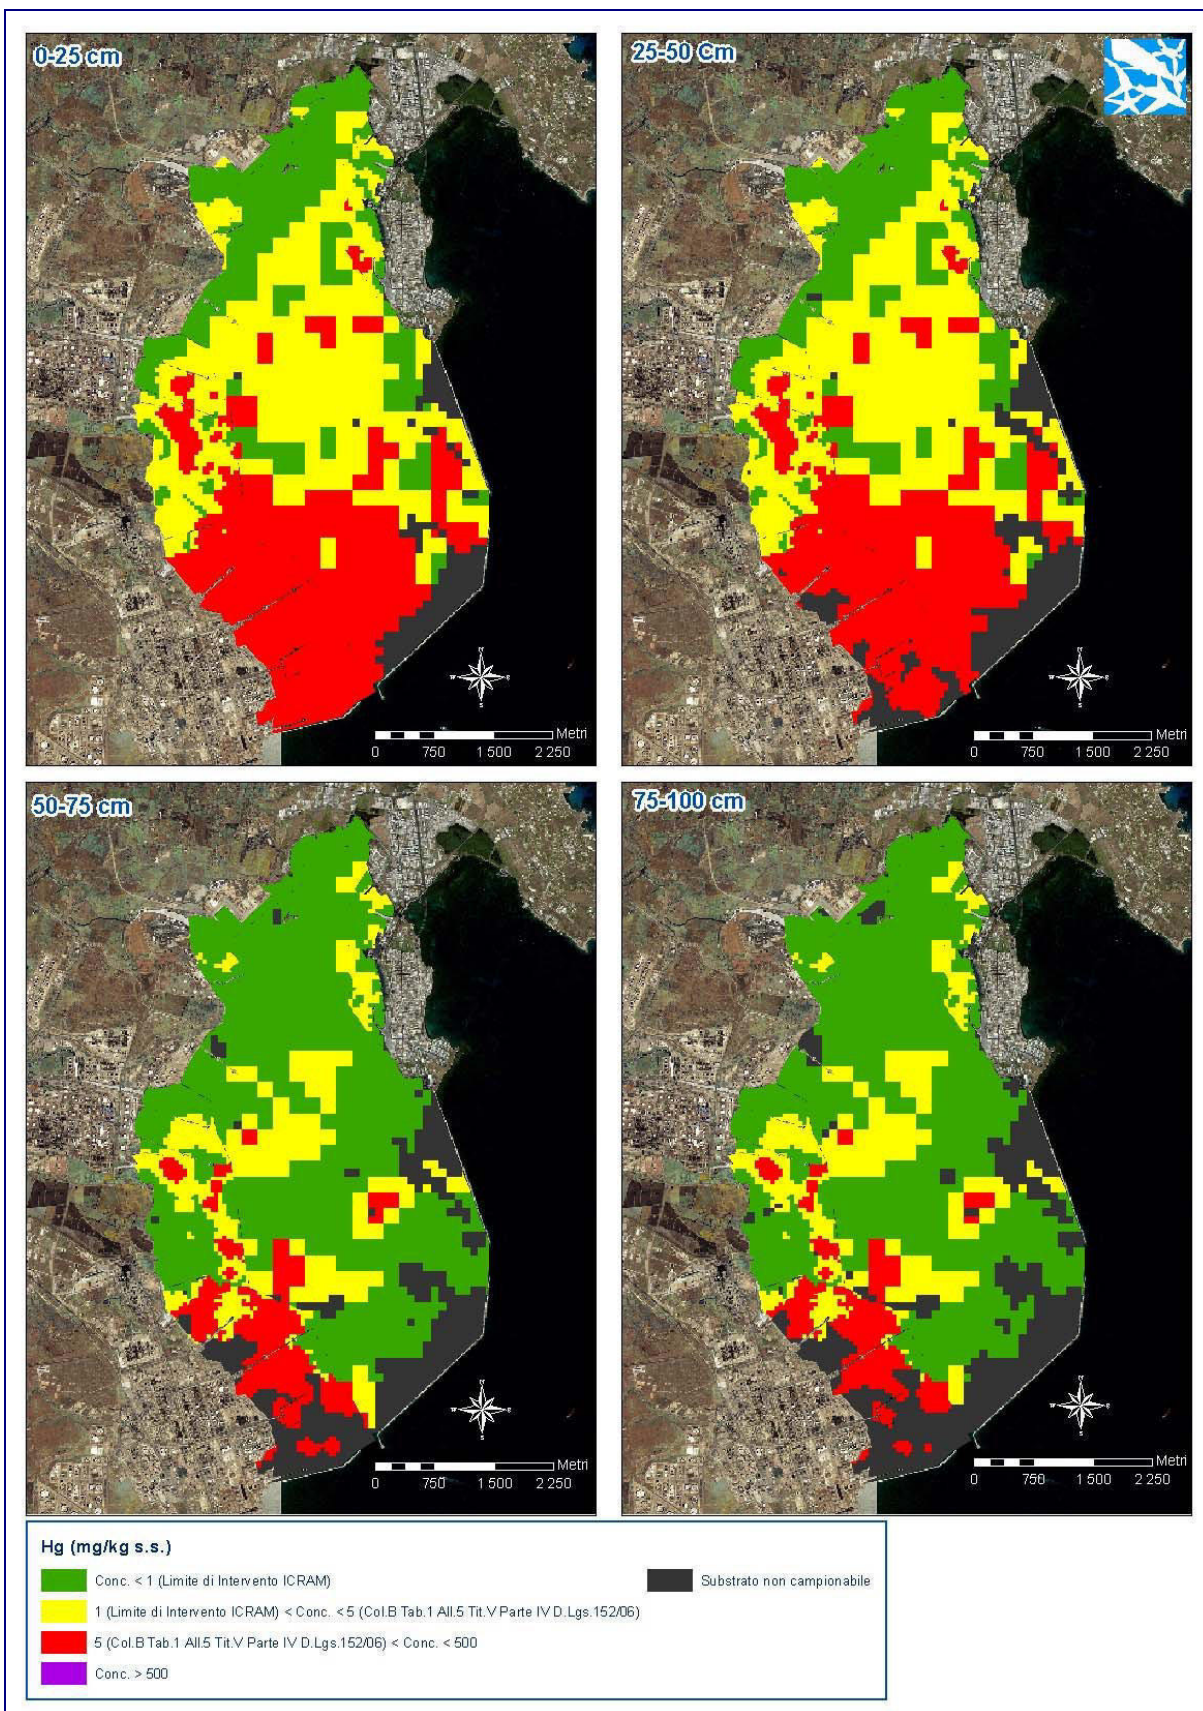 0-25 cm
25-50 Cm
N
W E
S
Metri
0 750 1 500 2 250
N
W E
S
Metri
0 750 1 500 2 250
50-75 cm
75-100 cm
N
W E
S
Metri
0 750 1 500 2 250
N
W E
S
Metri
0 750 1 500 2 250
Hg (mg/kg s.s.)
Conc. < 1 (Limite di Intervento ICRAM)
Substrato non campionabile
1 (Limite di Intervento ICRAM) < Conc. < 5 (Col.B Tab.1 All.5 Tit.V Parte IV D.Lgs.152/06)
5 (Col.B Tab.1 All.5 Tit.V Parte IV D.Lgs.152/06) < Conc. < 500
Conc. > 500